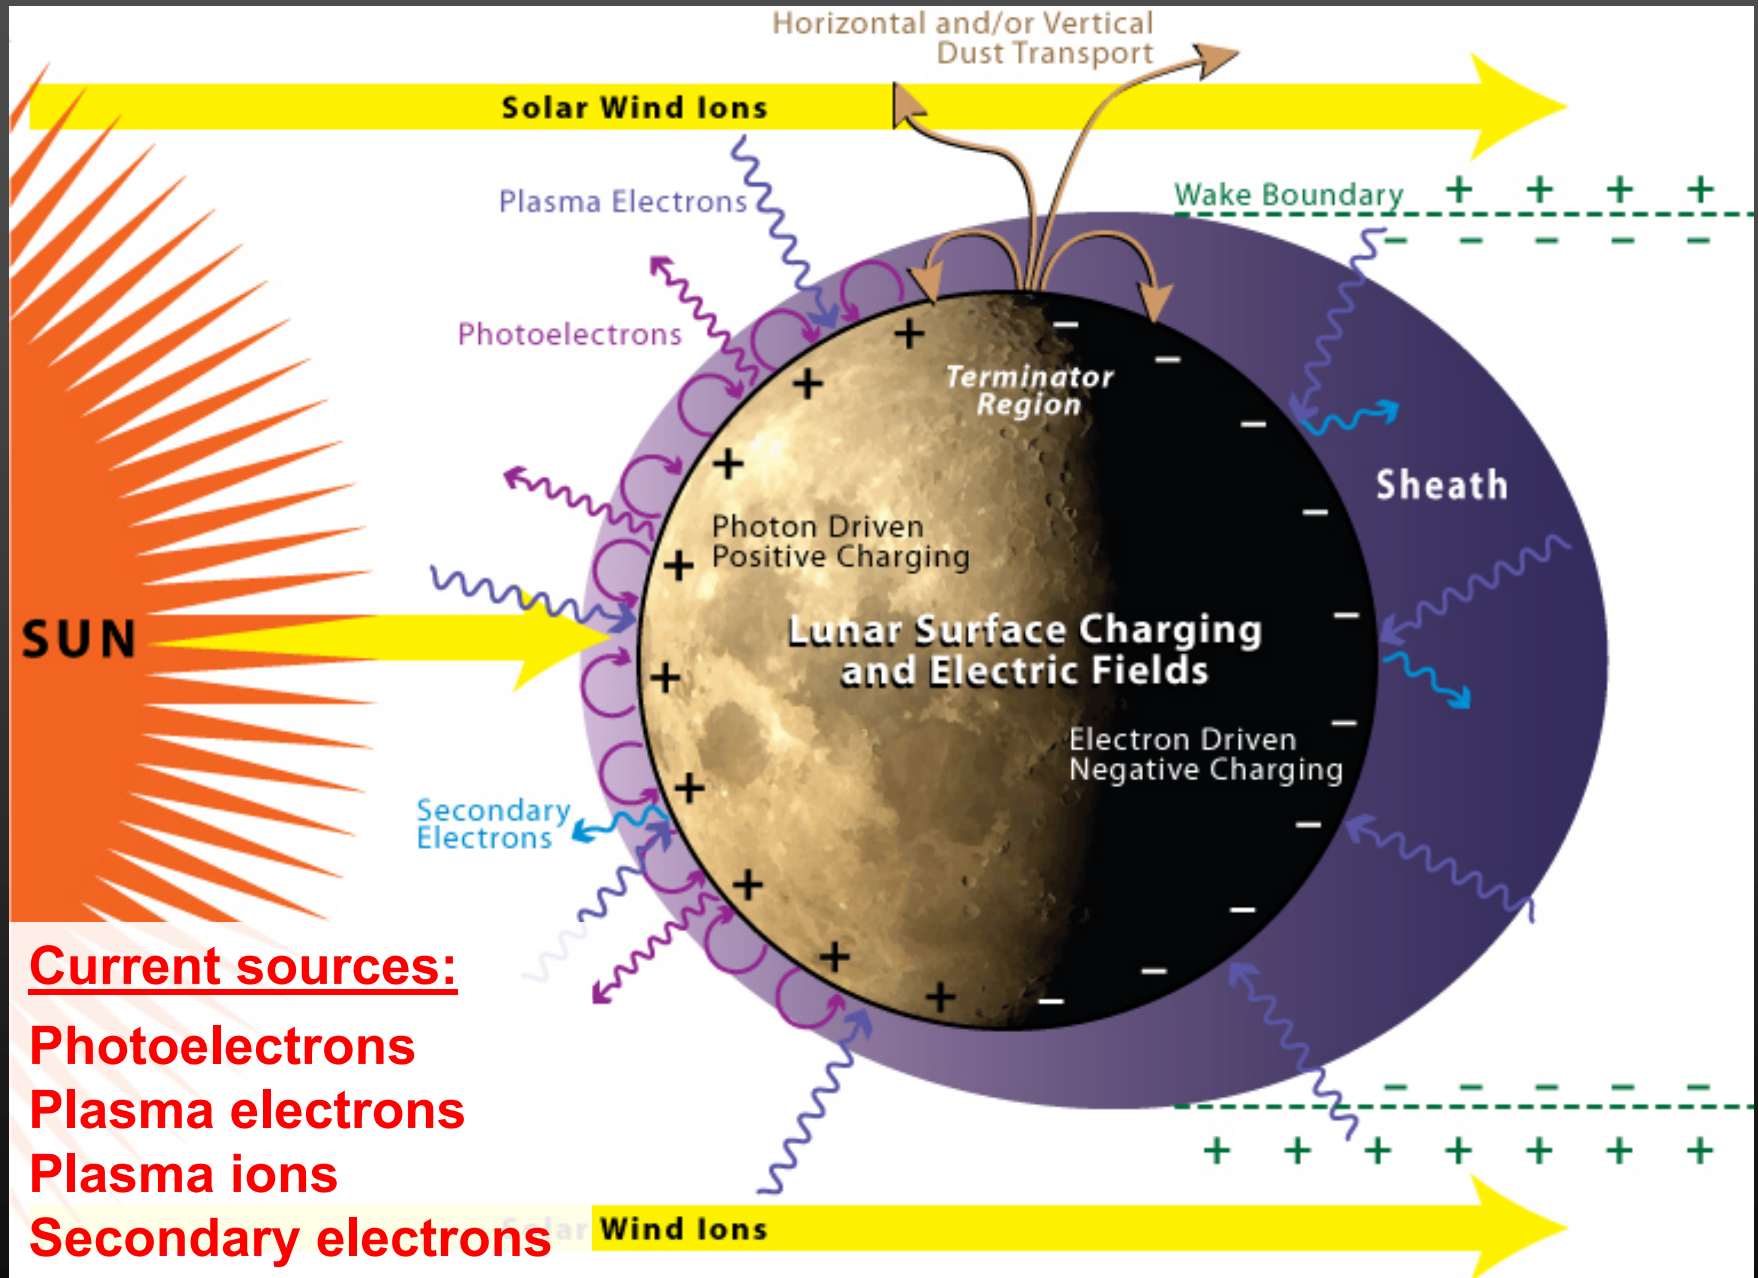 Horizontal and/or Vertical
Dust Transport
Solar Wind Ions
Plasma Electrons
Wake Boundary
+ + + +
− − − − −
Photoelectrons
Terminator
Region
Sheath
Photon Driven
Positive Charging
SUN
Lunar Surface Charging
and Electric Fields
Electron Driven
Negative Charging
Secondary
Electrons
Current sources:
Photoelectrons
Plasma electrons
Plasma ions
Secondary electrons
− − − − −
+ + + + + + +
Solar Wind Ions